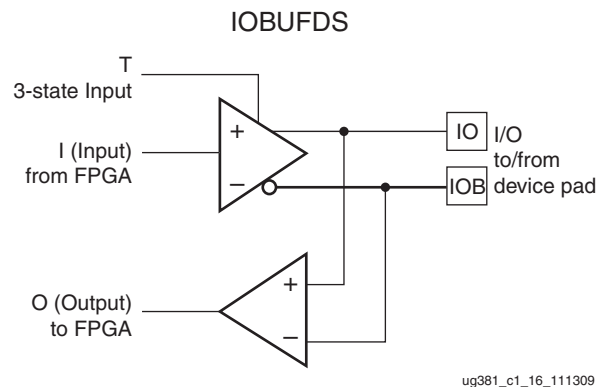 IOBUFDS
T
3-state Input
I (Input)
from FPGA
+
–
IO
IOB
I/O
to/from
device pad
O (Output)
to FPGA
+
–
ug381_c1_16_111309